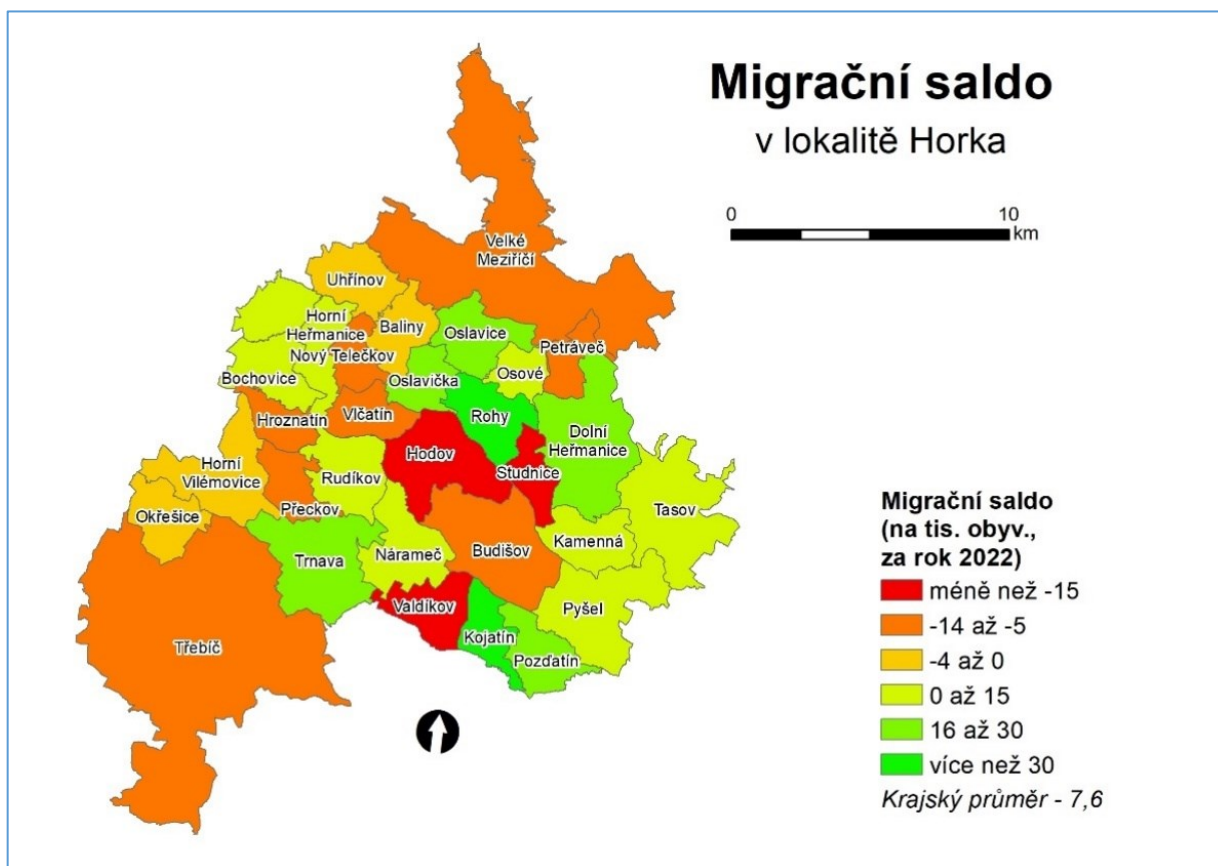 Migrační saldo
v lokalitě Horka
0
10
km
Velké
Meziříčí
Uhřínov
Horní
Heřmanice
Baliny
Oslavice
Petráveč
Nový Telečkov
Osové
Bochovice
Oslavička
Hroznatín
Vlčatín
Rohy
Dolní
Heřmanice
Hodov
Horní
Vilémovice
Rudíkov
Studnice
Okřešice
Přeckov
Tasov
Trnava
Nárameč
Budišov
Kamenná
Valdíkov
Pyšel
Třebíč
Kojatín
Pozďatín
Migrační saldo
(na tis. obyv.,
za rok 2022)
méně než -15
-14 až -5
-4 až 0
0 až 15
16 až 30
více než 30
Krajský průměr - 7,6